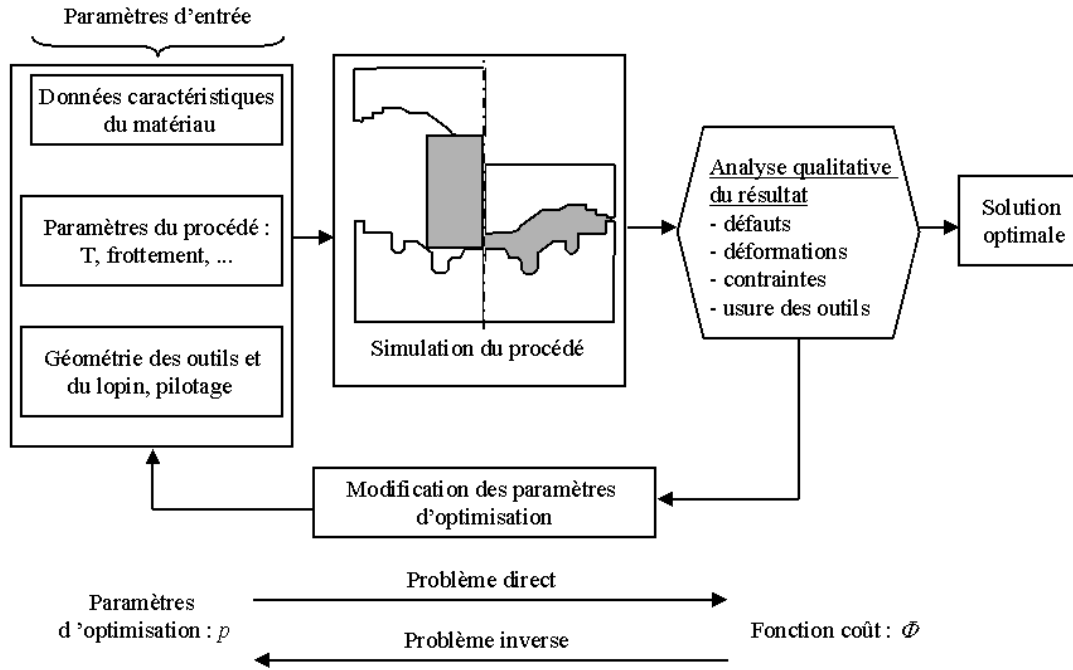 Paramètres d’entrée
Données caractéristiques
du matériau
Paramètres du procédé :
T, frottement, ...
Géométrie des outils et
du lopin, pilotage
Simulation du procédé
Analyse qualitative
du résultat
- défauts
- déformations
- contraintes
- usure des outils
Solution
optimale
Modification des paramètres
d’optimisation
Problème direct
Paramètres
d ’optimisation : p
Problème inverse
Fonction coût : Φ